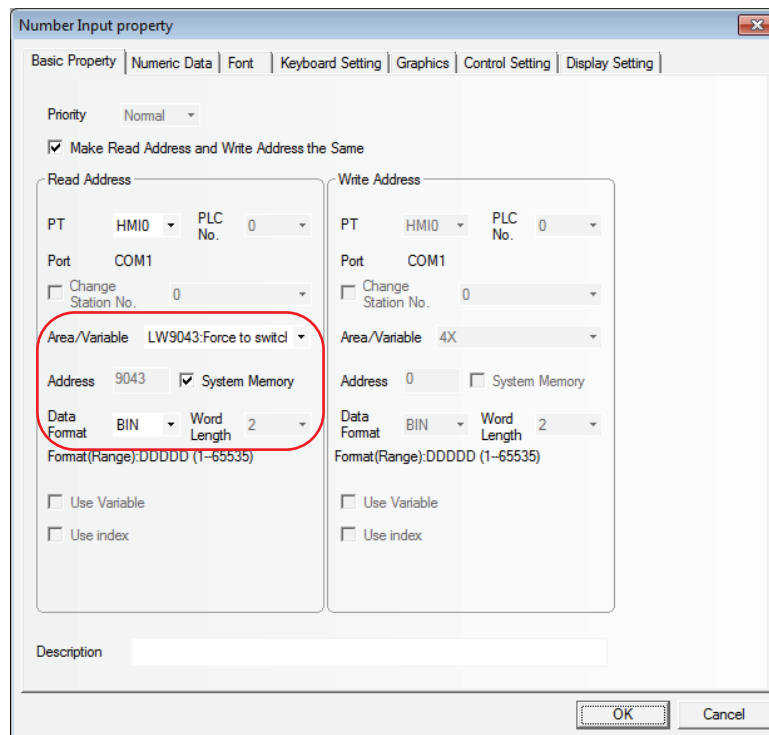 Number Input property
Basic Property Numeric Data Font Keyboard Setting Graphics Control Setting Display Setting
Priority Normal
Make Read Address and Write Address the Same
Read Address
PT HMI0 PLC No. 0
Port COM1
Change Station No. 0
Area/Variable LW9043:Force to switcl
Address 9043 System Memory
Data Format BIN Word Length 2
Format(Range):DDDDD (1--65535)
Use Variable
Use index
Write Address
PT HMI0 PLC No. 0
Port COM1
Change Station No. 0
Area/Variable 4X
Address 0 System Memory
Data Format BIN Word Length 2
Format(Range):DDDDD (1--65535)
Use Variable
Use index
Description
OK Cancel